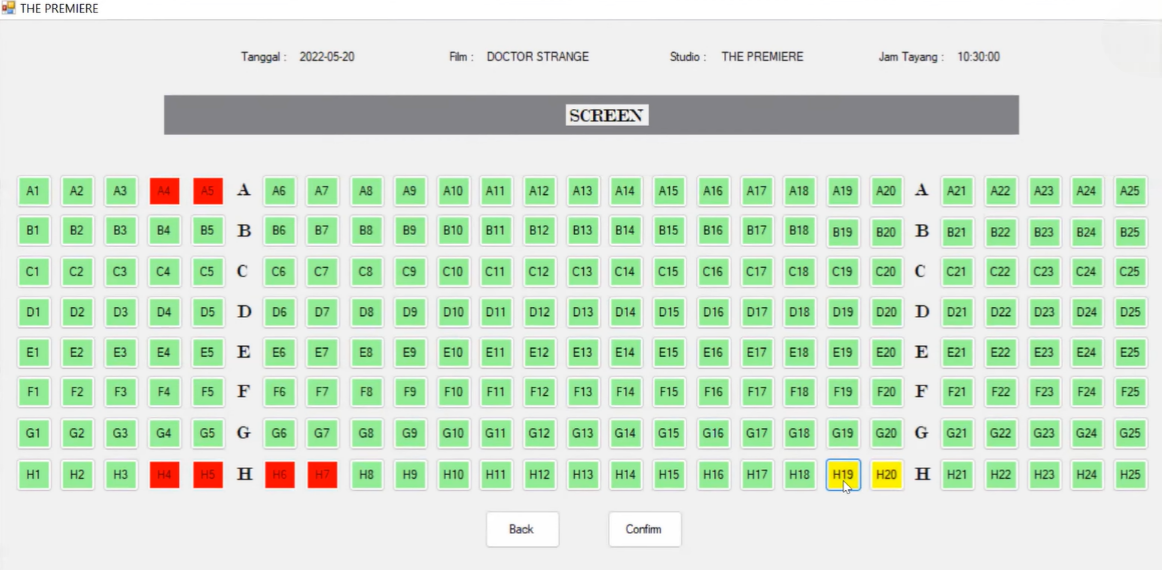 THE PREMIERE
Tanggal : 2022-05-20 Film : DOCTOR STRANGE Studio : THE PREMIERE Jam Tayang : 10:30:00
SCREEN
A1 A2 A3 A4 A5 A A6 A7 A8 A9 A10 A11 A12 A13 A14 A15 A16 A17 A18 A19 A20 A A21 A22 A23 A24 A25
B1 B2 B3 B4 B5 B B6 B7 B8 B9 B10 B11 B12 B13 B14 B15 B16 B17 B18 B19 B20 B B21 B22 B23 B24 B25
C1 C2 C3 C4 C5 C C6 C7 C8 C9 C10 C11 C12 C13 C14 C15 C16 C17 C18 C19 C20 C C21 C22 C23 C24 C25
D1 D2 D3 D4 D5 D D6 D7 D8 D9 D10 D11 D12 D13 D14 D15 D16 D17 D18 D19 D20 D D21 D22 D23 D24 D25
E1 E2 E3 E4 E5 E E6 E7 E8 E9 E10 E11 E12 E13 E14 E15 E16 E17 E18 E19 E20 E E21 E22 E23 E24 E25
F1 F2 F3 F4 F5 F F6 F7 F8 F9 F10 F11 F12 F13 F14 F15 F16 F17 F18 F19 F20 F F21 F22 F23 F24 F25
G1 G2 G3 G4 G5 G G6 G7 G8 G9 G10 G11 G12 G13 G14 G15 G16 G17 G18 G19 G20 G G21 G22 G23 G24 G25
H1 H2 H3 H4 H5 H H6 H7 H8 H9 H10 H11 H12 H13 H14 H15 H16 H17 H18 H19 H20 H H21 H22 H23 H24 H25
Back Confirm